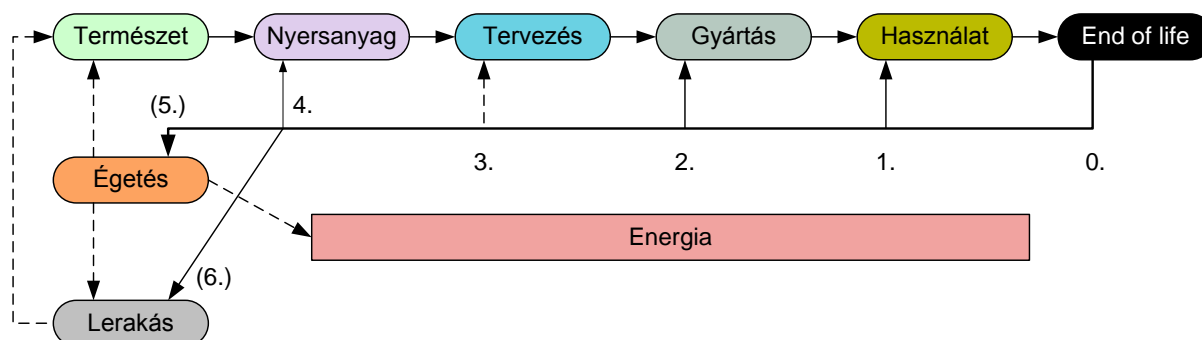 Természet
Nyersanyag
Tervezés
Gyártás
Használat
End of life
(5.)
4.
3.
2.
1.
0.
Égetés
Energia
(6.)
Lerakás